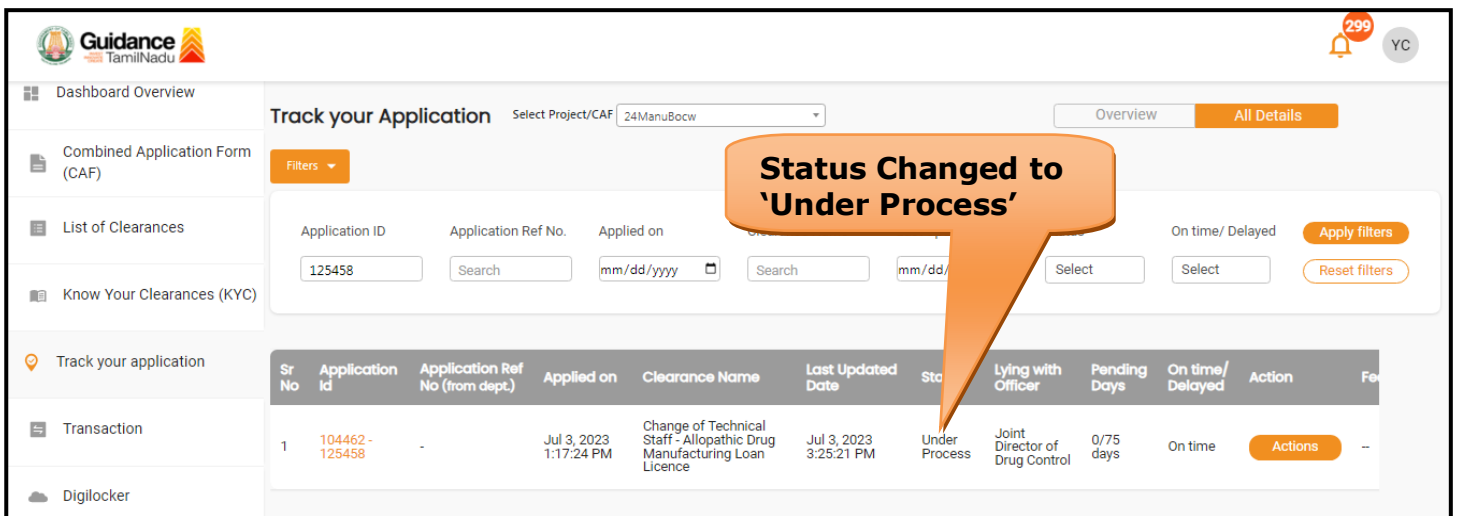 Guidance
TamilNadu
299
YC
Dashboard Overview
Track your Application
Select Project/CAF
24ManuBocw
Overview
All Details
Combined Application Form
(CAF)
Filters
Status Changed to
‘Under Process’
List of Clearances
Application ID
Application Ref No.
Applied on
On time/ Delayed
Apply filters
125458
Search
mm/dd/yyyy
Search
mm/dd/
Select
Select
Reset filters
Know Your Clearances (KYC)
Track your application
Sr
No
Application
Id
Application Ref
No (from dept.)
Applied on
Clearance Name
Last Updated
Date
Sta
Lying with
Officer
Pending
Days
On time/
Delayed
Action
Fe
Transaction
1
104462 -
125458
-
Jul 3, 2023
1:17:24 PM
Change of Technical
Staff - Allopathic Drug
Manufacturing Loan
Licence
Jul 3, 2023
3:25:21 PM
Under
Process
Joint
Director of
Drug Control
0/75
days
On time
Actions
--
Digilocker